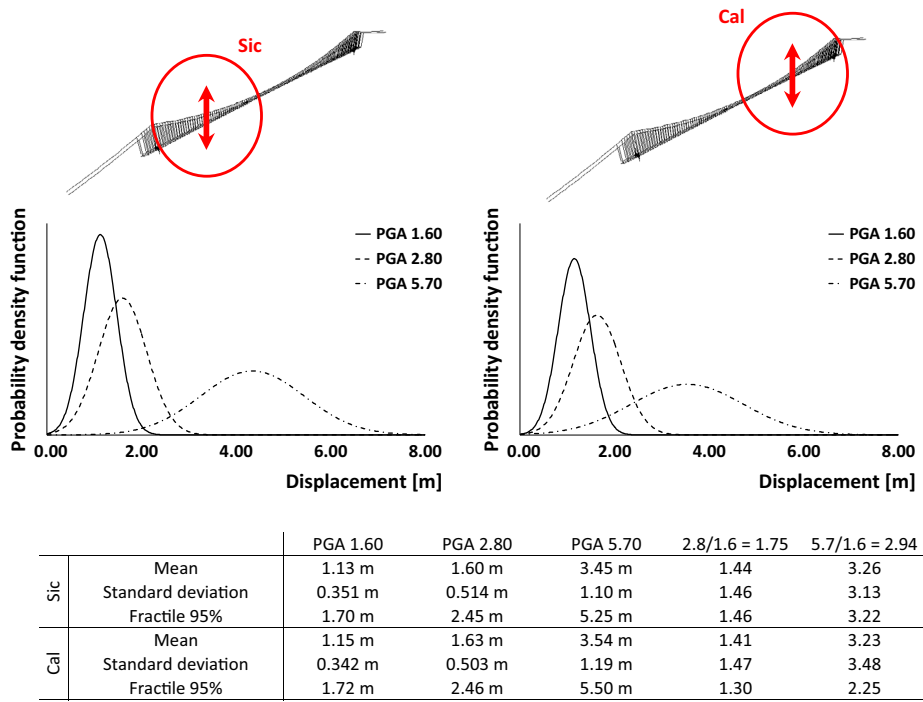 Sic
Cal
Probability density function
PGA 1.60
PGA 2.80
PGA 5.70
0.00 2.00 4.00 6.00 8.00
Displacement [m]
Probability density function
PGA 1.60
PGA 2.80
PGA 5.70
0.00 2.00 4.00 6.00 8.00
Displacement [m]
PGA 1.60 PGA 2.80 PGA 5.70 2.8/1.6 = 1.75 5.7/1.6 = 2.94
Sic
Mean 1.13 m 1.60 m 3.45 m 1.44 3.26
Standard deviation 0.351 m 0.514 m 1.10 m 1.46 3.13
Fractile 95% 1.70 m 2.45 m 5.25 m 1.46 3.22
Cal
Mean 1.15 m 1.63 m 3.54 m 1.41 3.23
Standard deviation 0.342 m 0.503 m 1.19 m 1.47 3.48
Fractile 95% 1.72 m 2.46 m 5.50 m 1.30 2.25